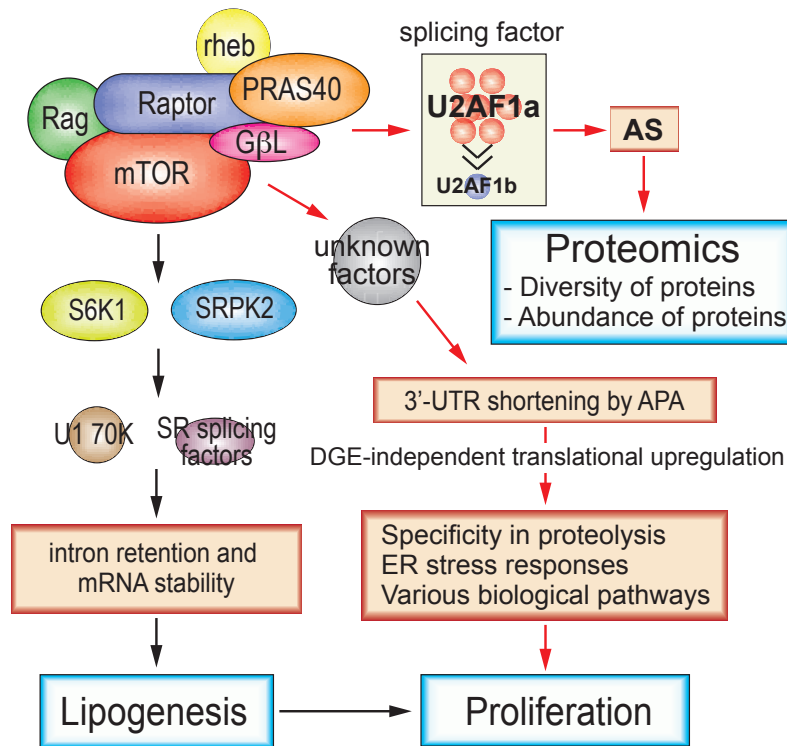 rheb
PRAS40
Raptor
Rag
GβL
mTOR
splicing factor
U2AF1a
U2AF1b
AS
Proteomics
- Diversity of proteins
- Abundance of proteins
unknown
factors
S6K1
SRPK2
U1 70K
SR splicing
factors
3’-UTR shortening by APA
DGE-independent translational upregulation
intron retention and
mRNA stability
Specificity in proteolysis
ER stress responses
Various biological pathways
Lipogenesis
Proliferation